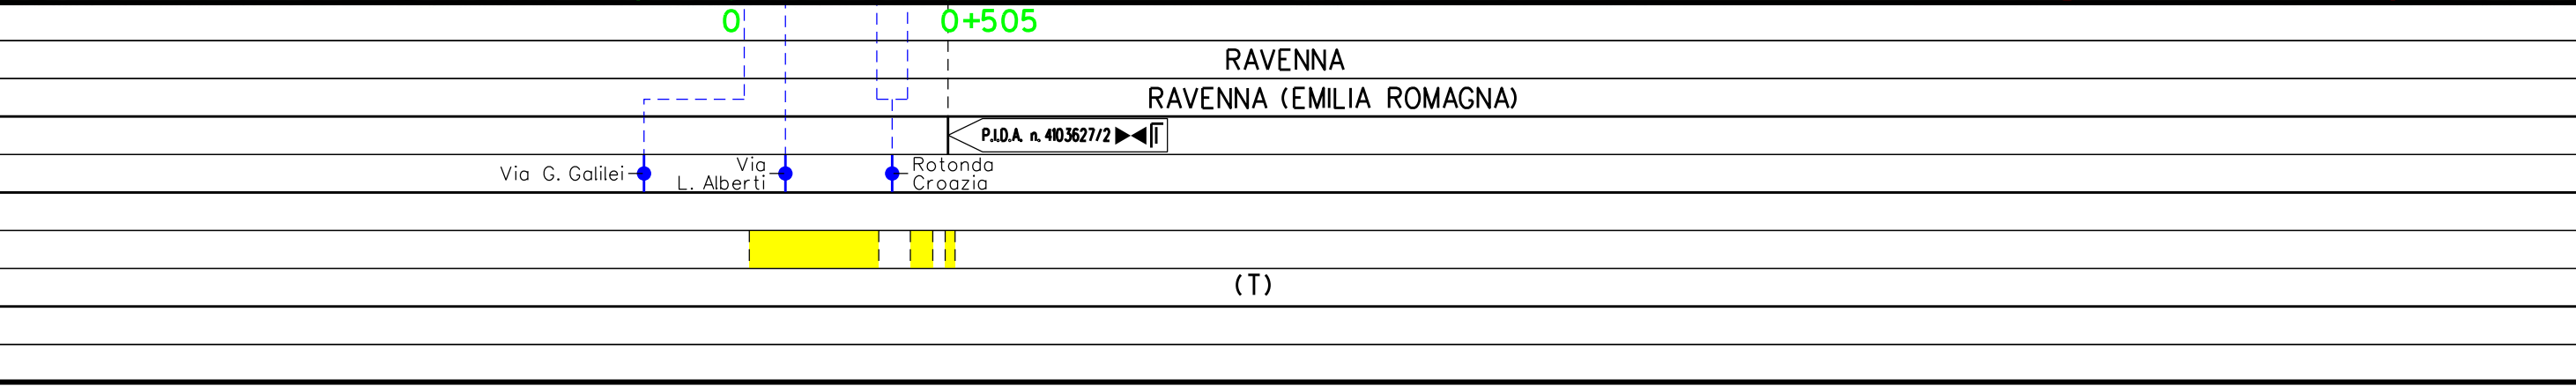 0
0+505
RAVENNA
RAVENNA (EMILIA ROMAGNA)
P.I.D.A. n. 4103627/2
Via G. Galilei
Via
L. Alberti
Rotonda
Croazia
(T)